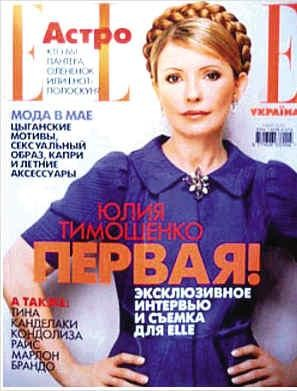 ELLE
УКРАЇНА
Астро
КТО ВЫ
ПАНТЕРА,
ОЛЕНЕНОК
ИЛИ ЕНОТ-
ПОЛОСКУН?
МОДА В МАЕ
ЦЫГАНСКИЕ
МОТИВЫ,
СЕКСУАЛЬНЫЙ
ОБРАЗ, КАПРИ
И ЛЕТНИЕ
АКСЕССУАРЫ
ЮЛИЯ
ТИМОШЕНКО
ПЕРВАЯ!
ЭКСКЛЮЗИВНОЕ
ИНТЕРВЬЮ
И СЪЕМКА
ДЛЯ ELLE
А ТАКЖЕ:
ТИНА
КАНДЕЛАКИ
КОНДОЛИЗА
РАЙС
МАРЛОН
БРАНДО